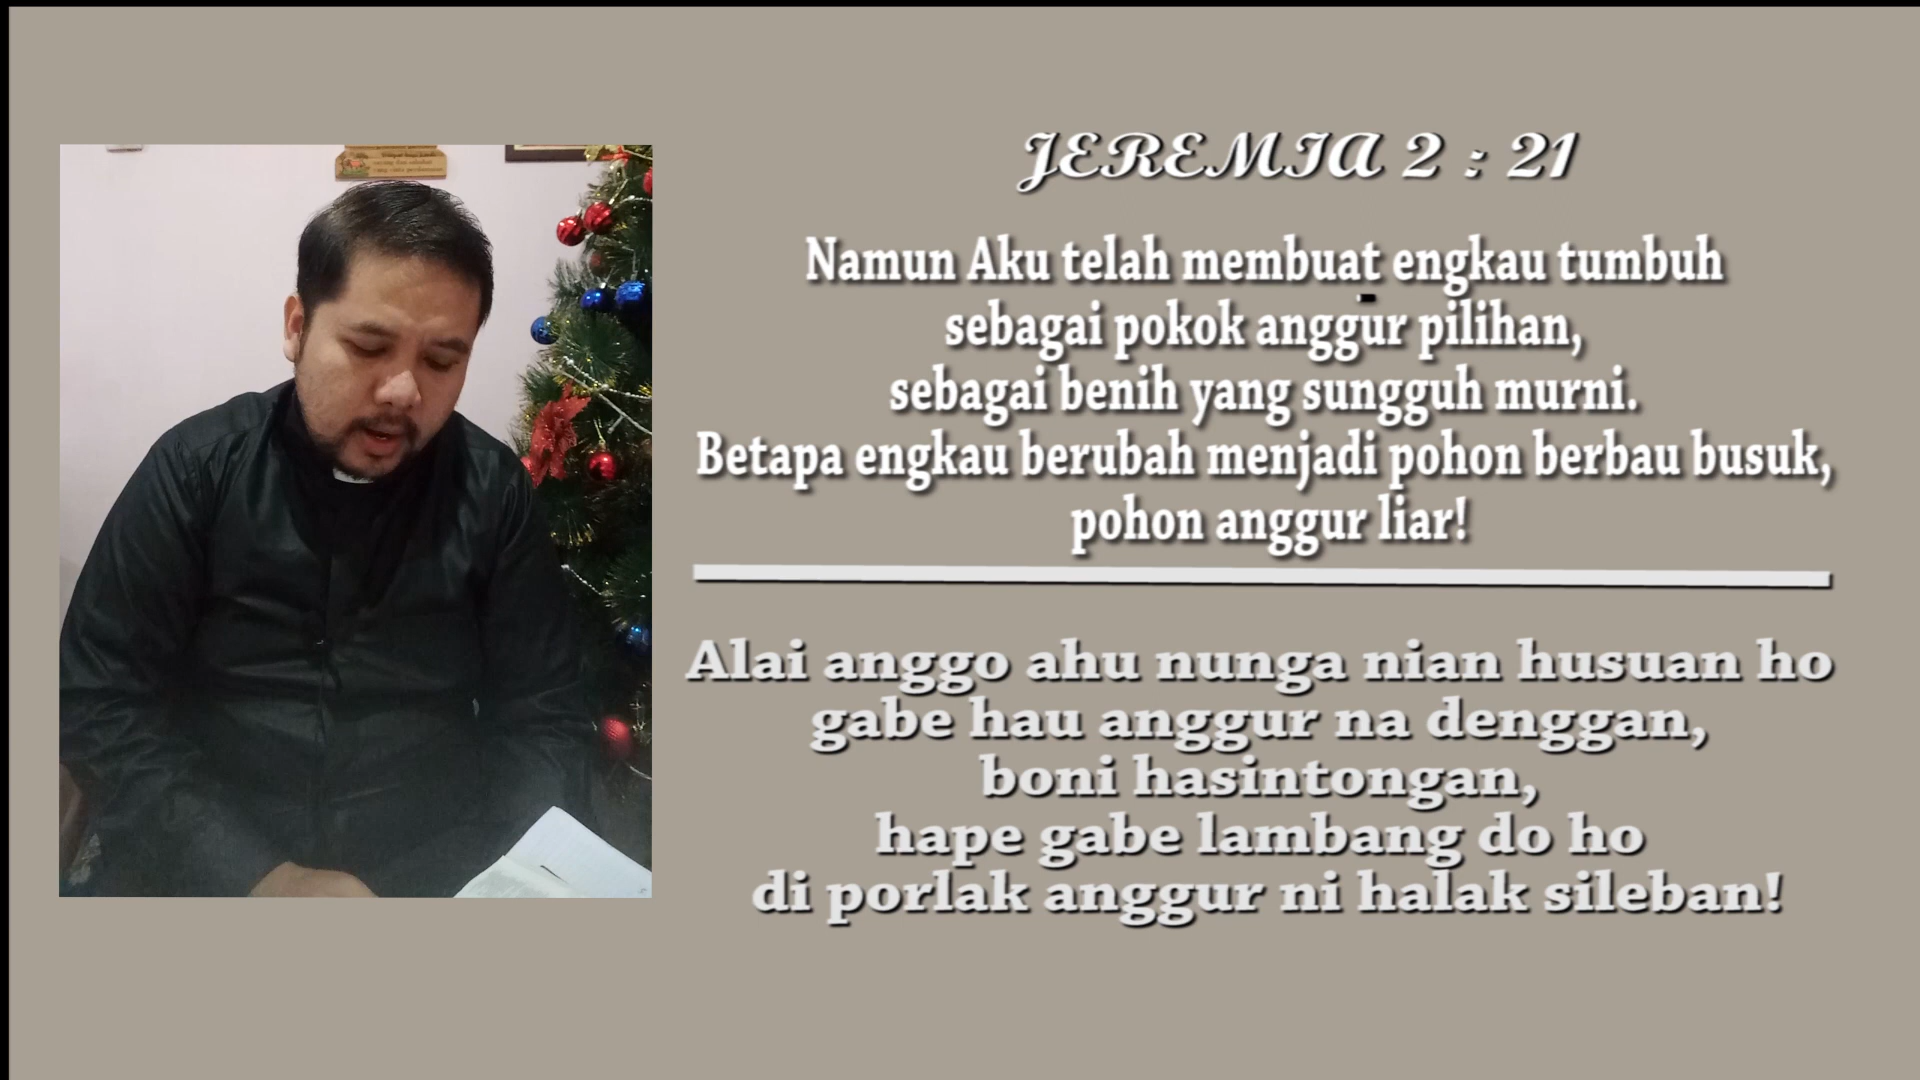 JEREMIA 2 : 21
Namun Aku telah membuat engkau tumbuh
sebagai pokok anggur pilihan,
sebagai benih yang sungguh murni.
Betapa engkau berubah menjadi pohon berbau busuk,
pohon anggur liar!
Alai anggo ahu nunga nian husuan ho
gabe hau anggur na denggan,
boni hasintongan,
hape gabe lambang do ho
di porlak anggur ni halak sileban!